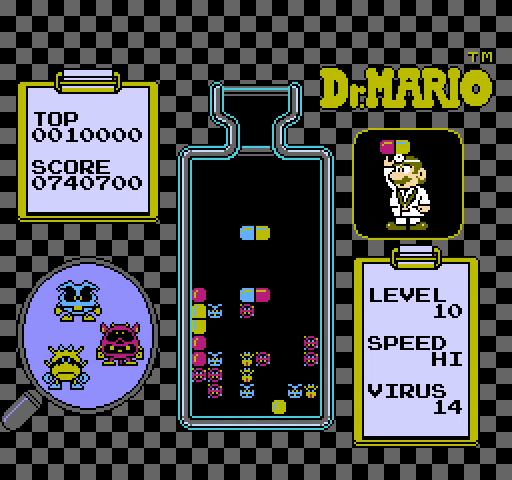 TM
Dr. MARIO
TOP
0010000
SCORE
0740700
LEVEL
10
SPEED
HI
VIRUS
14